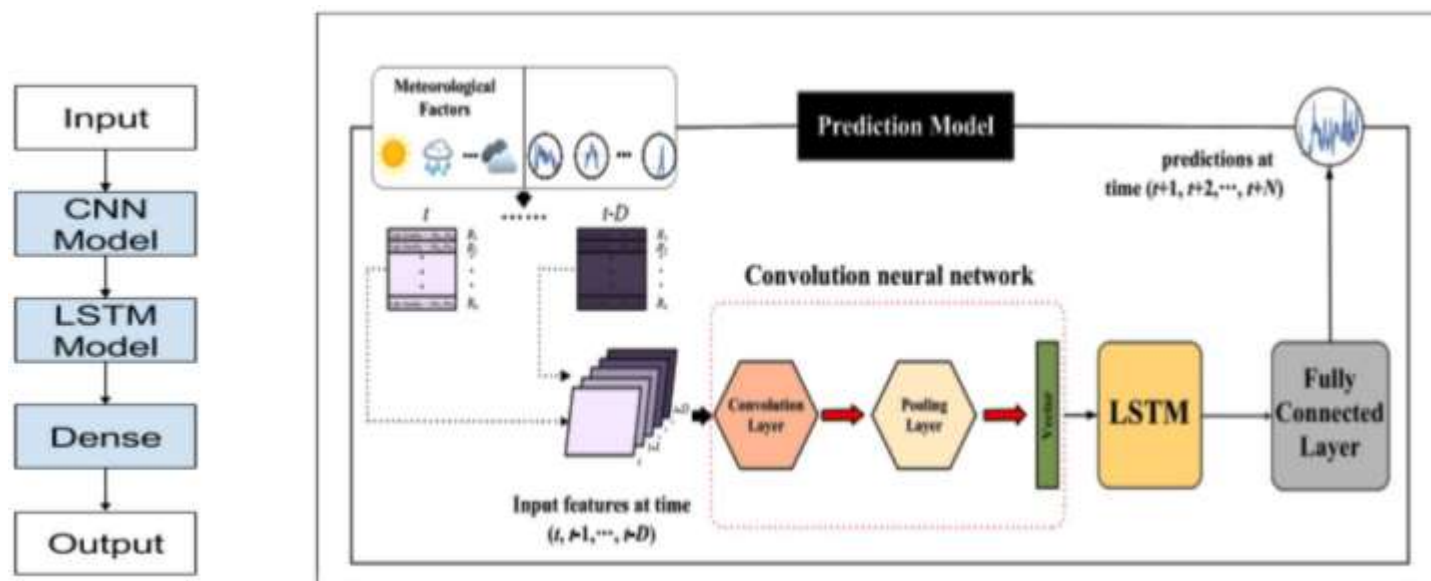 Input
CNN
Model
LSTM
Model
Dense
Output
Meteorological
Factors
Prediction Model
predictions at
time (t+1, t+2,⋯, t+N)
t
⋯⋯
t-D
Convolution neural network
Convolution
Layer
Pooling
Layer
Vector
LSTM
Fully
Connected
Layer
Input features at time
(t, t-1,⋯, t-D)